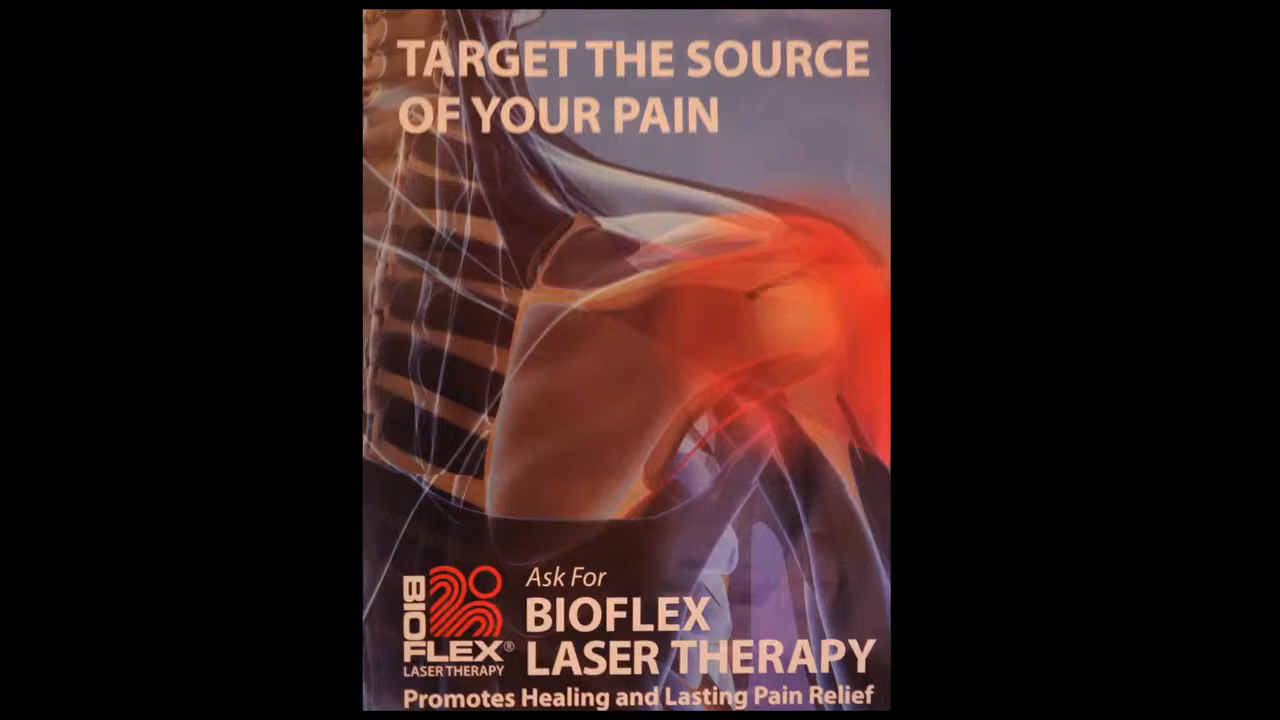 TARGET THE SOURCE
OF YOUR PAIN
BIO
FLEX®
LASER THERAPY
Ask For
BIOFLEX
LASER THERAPY
Promotes Healing and Lasting Pain Relief